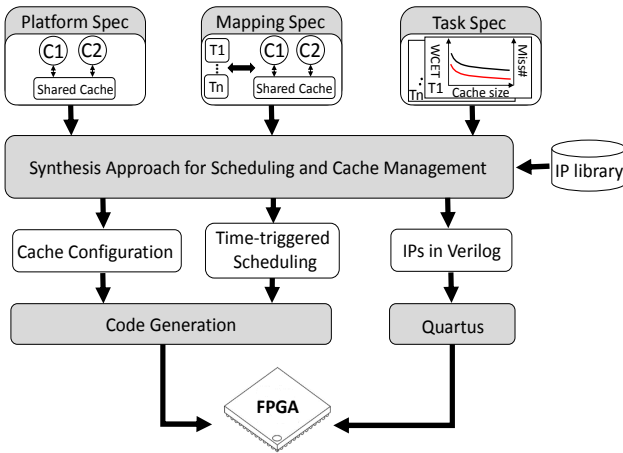 Platform Spec
C1
C2
Shared Cache
Mapping Spec
T1
⋮
Tn
C1
C2
Shared Cache
Task Spec
WCET
Miss#
T1
⋮
Tn
Cache size
Synthesis Approach for Scheduling and Cache Management
IP library
Cache Configuration
Time-triggered
Scheduling
IPs in Verilog
Code Generation
Quartus
FPGA